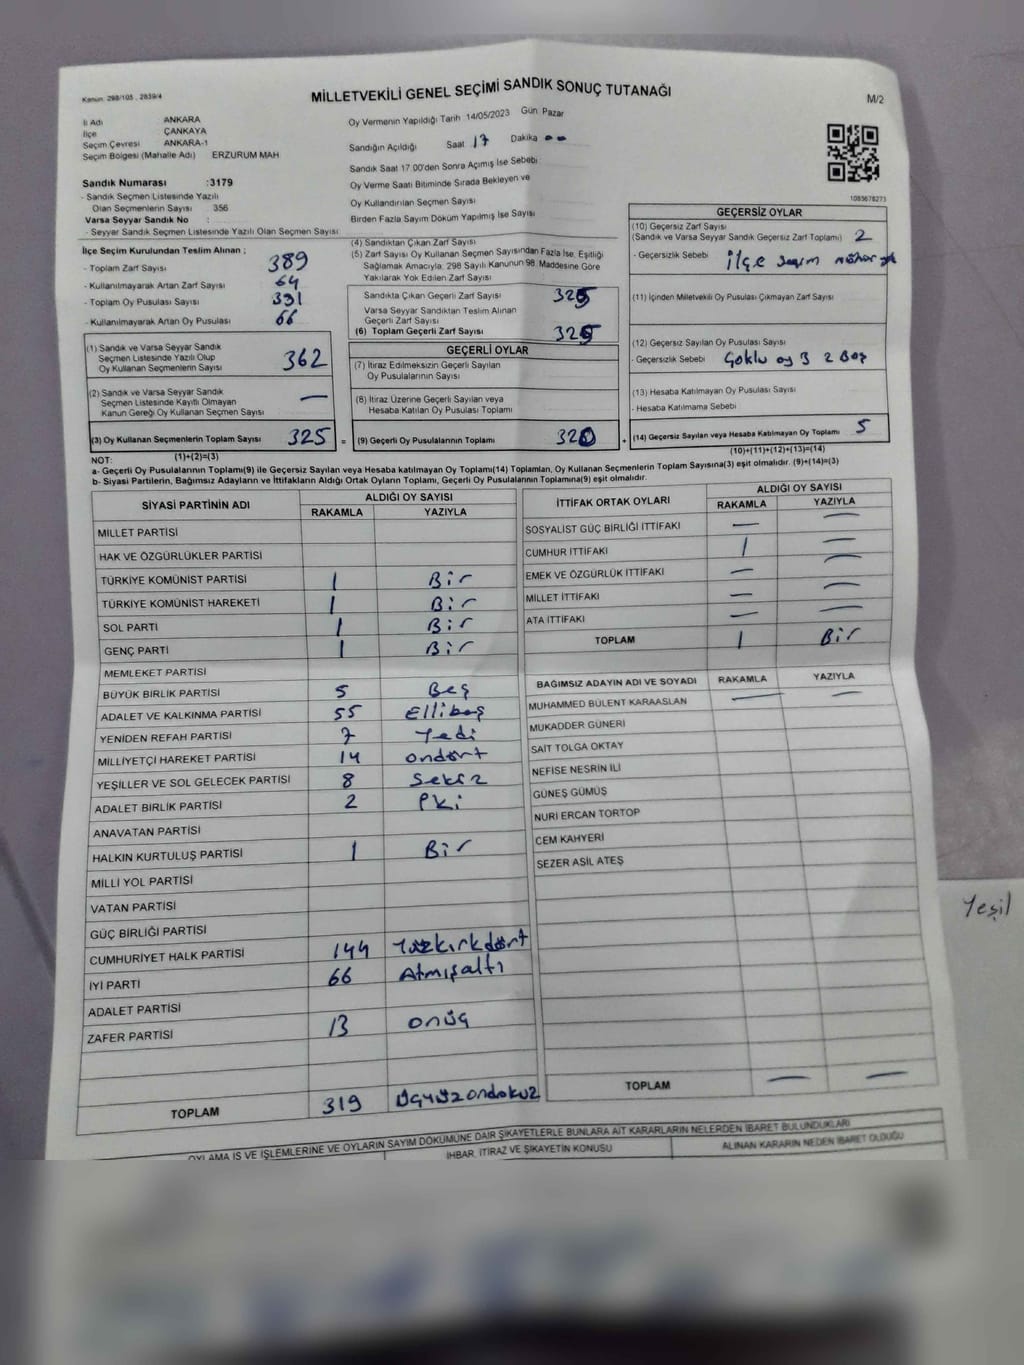 Kanun: 298/105 , 2839/4
MİLLETVEKİLİ GENEL SEÇİMİ SANDIK SONUÇ TUTANAĞI
M/2
İl Adı ANKARA
İlçe ÇANKAYA
Seçim Çevresi ANKARA-1
Seçim Bölgesi (Mahalle Adı) ERZURUM MAH
Oy Vermenin Yapıldığı Tarih 14/05/2023 Gün Pazar
Sandığın Açıldığı Saat 17 Dakika --
Sandık Saat 17.00'den Sonra Açımış İse Sebebi :
Oy Verme Saati Bitiminde Sırada Bekleyen ve
Oy Kullandırılan Seçmen Sayısı
Birden Fazla Sayım Döküm Yapılmış İse Sayısı
1085678273
Sandık Numarası :3179
- Sandık Seçmen Listesinde Yazılı
Olan Seçmenlerin Sayısı 356
Varsa Seyyar Sandık No :
- Seyyar Sandık Seçmen Listesinde Yazılı Olan Seçmen Sayısı
İlçe Seçim Kurulundan Teslim Alınan ;
- Toplam Zarf Sayısı 389
- Kullanılmayarak Artan Zarf Sayısı 64
- Toplam Oy Pusulası Sayısı 391
- Kullanılmayarak Artan Oy Pusulası 66
(1) Sandık ve Varsa Seyyar Sandık
Seçmen Listesinde Yazılı Olup
Oy Kullanan Seçmenlerin Sayısı 362
(2) Sandık ve Varsa Seyyar Sandık
Seçmen Listesinde Kayıtlı Olmayan
Kanun Gereği Oy Kullanan Seçmen Sayısı —
(3) Oy Kullanan Seçmenlerin Toplam Sayısı 325 =
(1)+(2)=(3)
(4) Sandıktan Çıkan Zarf Sayısı
(5) Zarf Sayısı Oy Kullanan Seçmen Sayısından Fazla İse, Eşitliği
Sağlamak Amacıyla; 298 Sayılı Kanunun 98. Maddesine Göre
Yakılarak Yok Edilen Zarf Sayısı
Sandıkta Çıkan Geçerli Zarf Sayısı 325
Varsa Seyyar Sandıktan Teslim Alınan
Geçerli Zarf Sayısı
(6) Toplam Geçerli Zarf Sayısı 325
GEÇERLİ OYLAR
(7) İtiraz Edilmeksizin Geçerli Sayılan
Oy Pusulalarının Sayısı
(8) İtiraz Üzerine Geçerli Sayılan veya
Hesaba Katılan Oy Pusulası Toplamı
(9) Geçerli Oy Pusulalarının Toplamı 320 +
GEÇERSİZ OYLAR
(10) Geçersiz Zarf Sayısı
(Sandık ve Varsa Seyyar Sandık Geçersiz Zarf Toplamı) 2
- Geçersizlik Sebebi ilçe seçim
(11) İçinden Milletvekili Oy Pusulası Çıkmayan Zarf Sayısı
(12) Geçersiz Sayılan Oy Pusulası Sayısı
- Geçersizlik Sebebi Çoklu oy 3 2 Boş
(13) Hesaba Katılmayan Oy Pusulası Sayısı
- Hesaba Katılmama Sebebi
(14) Geçersiz Sayılan veya Hesaba Katılmayan Oy Toplamı 5
(10)+(11)+(12)+(13)=(14)
NOT:
a- Geçerli Oy Pusulalarının Toplamı(9) ile Geçersiz Sayılan veya Hesaba katılmayan Oy Toplamı(14) Toplamları, Oy Kullanan Seçmenlerin Toplam Sayısına(3) eşit olmalıdır. (9)+(14)=(3)
b- Siyasi Partilerin, Bağımsız Adayların ve İttifakların Aldığı Ortak Oyların Toplamı, Geçerli Oy Pusulalarının Toplamına(9) eşit olmalıdır.
SİYASİ PARTİNİN ADI ALDIĞI OY SAYISI
RAKAMLA YAZIYLA
MİLLET PARTİSİ
HAK VE ÖZGÜRLÜKLER PARTİSİ
TÜRKİYE KOMÜNİST PARTİSİ 1 Bir
TÜRKİYE KOMÜNİST HAREKETİ 1 Bir
SOL PARTİ 1 Bir
GENÇ PARTİ 1 Bir
MEMLEKET PARTİSİ
BÜYÜK BİRLİK PARTİSİ 5 Beş
ADALET VE KALKINMA PARTİSİ 55 Ellibeş
YENİDEN REFAH PARTİSİ 7 Yedi
MİLLİYETÇİ HAREKET PARTİSİ 14 ondört
YEŞİLLER VE SOL GELECEK PARTİSİ 8 Sekiz
ADALET BİRLİK PARTİSİ 2 İki
ANAVATAN PARTİSİ
HALKIN KURTULUŞ PARTİSİ 1 Bir
MİLLİ YOL PARTİSİ
VATAN PARTİSİ
GÜÇ BİRLİĞİ PARTİSİ
CUMHURİYET HALK PARTİSİ 144 Yüzkırkdört
İYİ PARTİ 66 Atmışaltı
ADALET PARTİSİ
ZAFER PARTİSİ 13 onüç
TOPLAM 319 Üçyüzondokuz
İTTİFAK ORTAK OYLARI ALDIĞI OY SAYISI
RAKAMLA YAZIYLA
SOSYALİST GÜÇ BİRLİĞİ İTTİFAKI — —
CUMHUR İTTİFAKI 1 —
EMEK VE ÖZGÜRLÜK İTTİFAKI — —
MİLLET İTTİFAKI — —
ATA İTTİFAKI — —
TOPLAM 1 Bir
BAĞIMSIZ ADAYIN ADI VE SOYADI RAKAMLA YAZIYLA
MUHAMMED BÜLENT KARAASLAN — —
MUKADDER GÜNERİ
SAİT TOLGA OKTAY
NEFİSE NESRİN İLİ
GÜNEŞ GÜMÜŞ
NURİ ERCAN TORTOP
CEM KAHYERİ
SEZER ASİL ATEŞ
TOPLAM — —
Yeşil
OYLAMA İŞ VE İŞLEMLERİNE VE OYLARIN SAYIM DÖKÜMÜNE DAİR ŞİKAYETLERLE BUNLARA AİT KARARLARIN NELERDEN İBARET BULUNDUKLARI
İHBAR, İTİRAZ VE ŞİKAYETİN KONUSU
ALINAN KARARIN NEDEN İBARET OLDUĞU